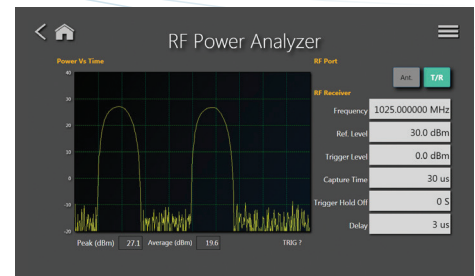 RF Power Analyzer
Power Vs Time
RF Port
40
30
20
10
0
-10
-20
Ant. T/R
RF Receiver
Frequency 1025.000000 MHz
Ref. Level 30.0 dBm
Trigger Level 0.0 dBm
Capture Time 30 us
Trigger Hold Off 0 S
Delay 3 us
Peak (dBm) 27.1 Average (dBm) 19.6 TRIG ?